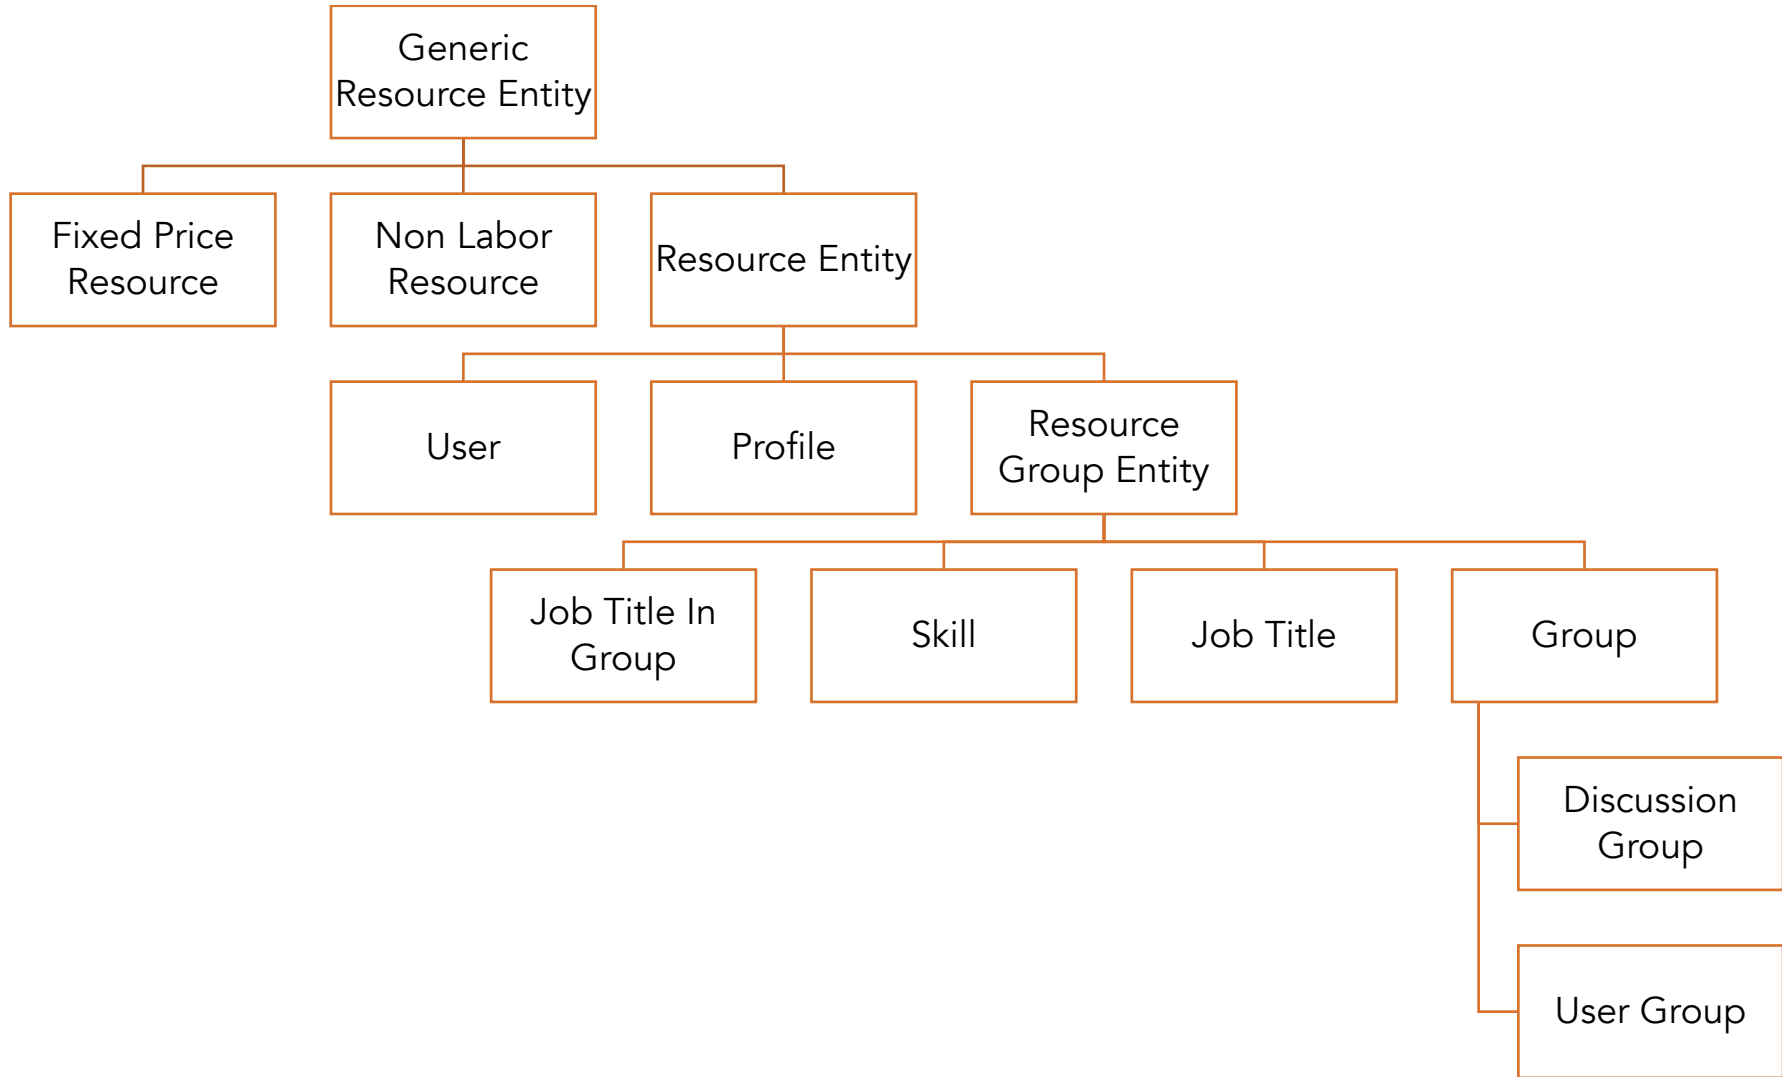 Generic
Resource Entity
Fixed Price
Resource
Non Labor
Resource
Resource Entity
User
Profile
Resource
Group Entity
Job Title In
Group
Skill
Job Title
Group
Discussion
Group
User Group